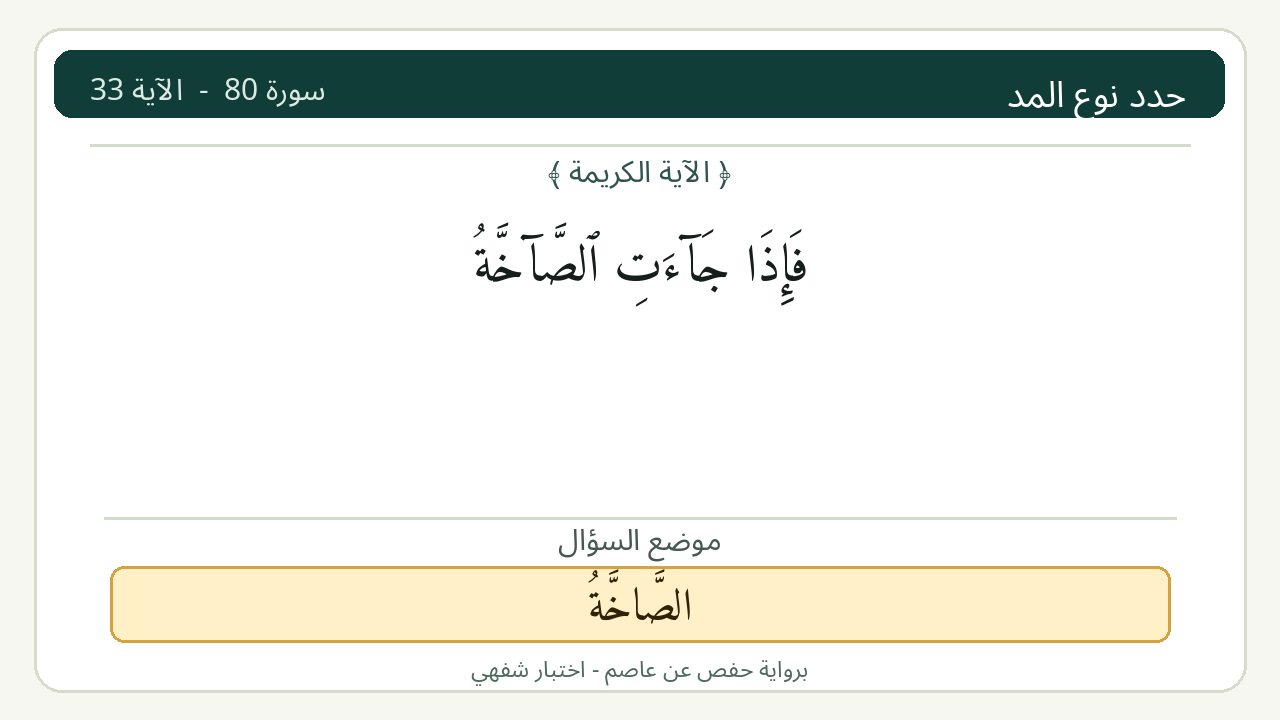 حدد نوع المد
سورة 80 - الآية 33
﴿ الآية الكريمة ﴾
فَإِذَا جَآءَتِ ٱلصَّآخَّةُ
موضع السؤال
الصَّاخَّةُ
برواية حفص عن عاصم - اختبار شفهي